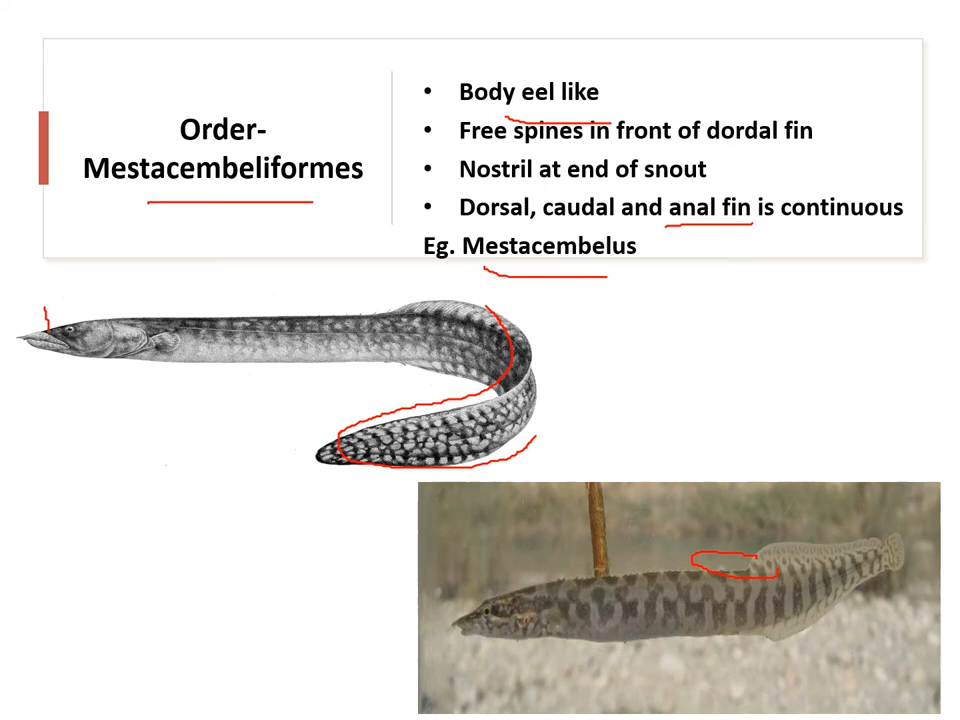 Order-
Mestacembeliformes
• Body eel like
• Free spines in front of dordal fin
• Nostril at end of snout
• Dorsal, caudal and anal fin is continuous
Eg. Mestacembelus